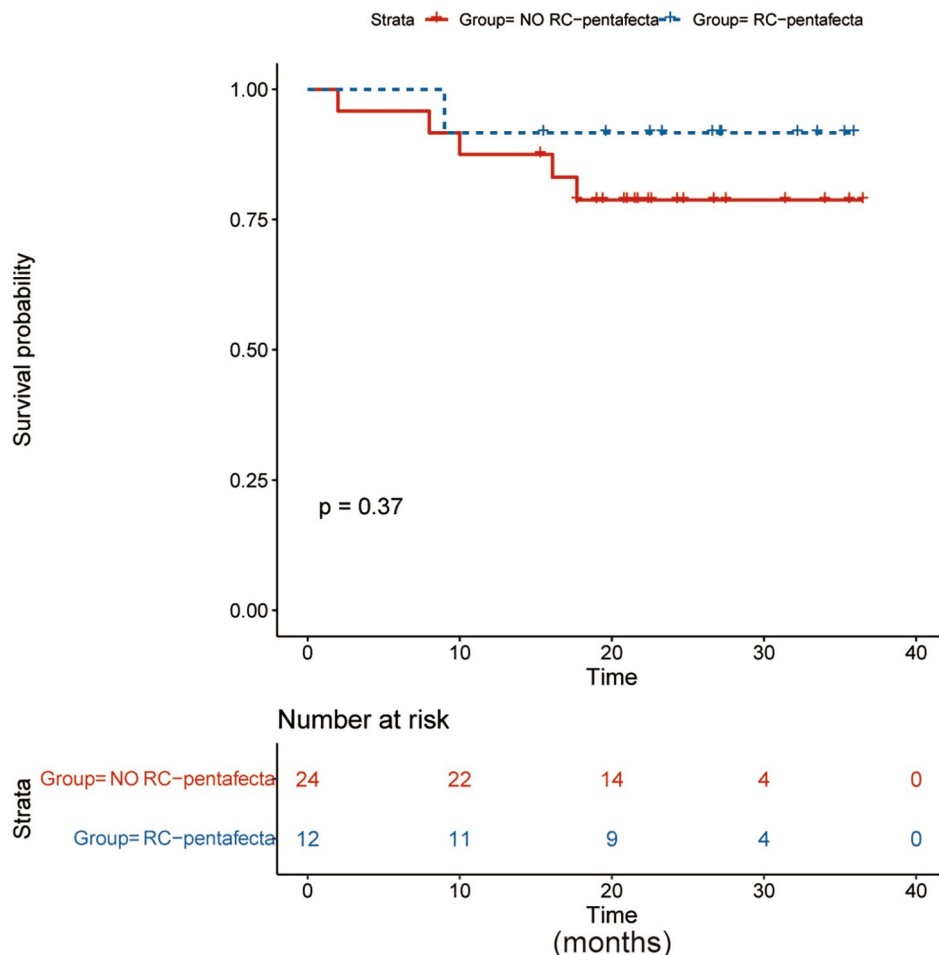 Strata Group= NO RC-pentafecta Group= RC-pentafecta
1.00
0.75
0.50
0.25
0.00
Survival probability
p = 0.37
0 10 20 30 40
Time
Number at risk
Strata
Group= NO RC-pentafecta 24 22 14 4 0
Group= RC-pentafecta 12 11 9 4 0
0 10 20 30 40
Time
(months)